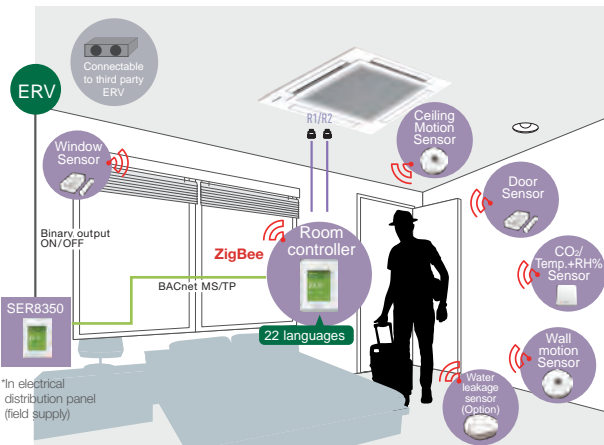 Connectable
to third party
ERV
ERV
R1/R2
Ceiling
Motion
Sensor
Window
Sensor
Door
Sensor
Binary output
ON/OFF
ZigBee
Room
controller
CO2/
Temp.+RH%
Sensor
BACnet MS/TP
SER8350
22 languages
Wall
motion
Sensor
*In electrical
distribution panel
(field supply)
Water
leakage
sensor
(Option)